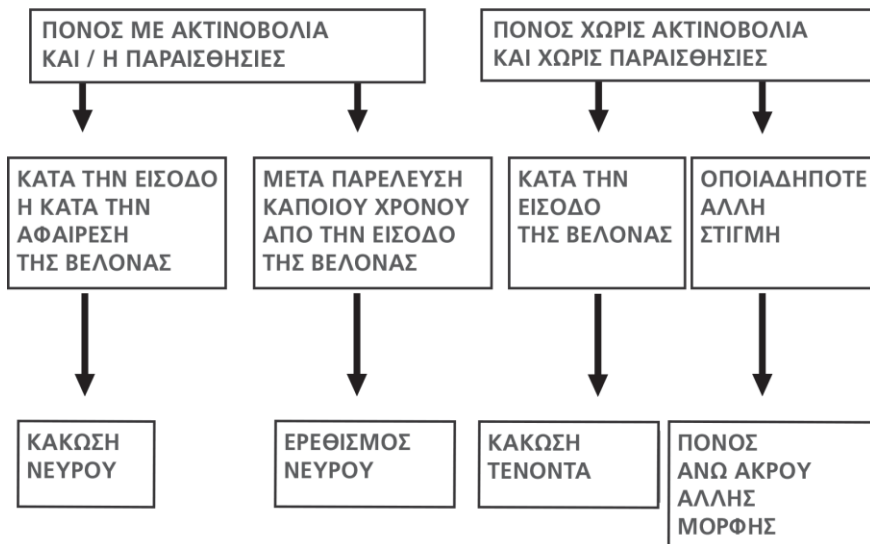 ΠΟΝΟΣ ΜΕ ΑΚΤΙΝΟΒΟΛΙΑ
ΚΑΙ / Η ΠΑΡΑΙΣΘΗΣΙΕΣ
ΠΟΝΟΣ ΧΩΡΙΣ ΑΚΤΙΝΟΒΟΛΙΑ
ΚΑΙ ΧΩΡΙΣ ΠΑΡΑΙΣΘΗΣΙΕΣ
ΚΑΤΑ ΤΗΝ ΕΙΣΟΔΟ
Η ΚΑΤΑ ΤΗΝ
ΑΦΑΙΡΕΣΗ
ΤΗΣ ΒΕΛΟΝΑΣ
ΜΕΤΑ ΠΑΡΕΛΕΥΣΗ
ΚΑΠΟΙΟΥ ΧΡΟΝΟΥ
ΑΠΟ ΤΗΝ ΕΙΣΟΔΟ
ΤΗΣ ΒΕΛΟΝΑΣ
ΚΑΤΑ ΤΗΝ
ΕΙΣΟΔΟ
ΤΗΣ ΒΕΛΟΝΑΣ
ΟΠΟΙΑΔΗΠΟΤΕ
ΑΛΛΗ
ΣΤΙΓΜΗ
ΚΑΚΩΣΗ
ΝΕΥΡΟΥ
ΕΡΕΘΙΣΜΟΣ
ΝΕΥΡΟΥ
ΚΑΚΩΣΗ
ΤΕΝΟΝΤΑ
ΠΟΝΟΣ
ΑΝΩ ΑΚΡΟΥ
ΑΛΛΗΣ
ΜΟΡΦΗΣ